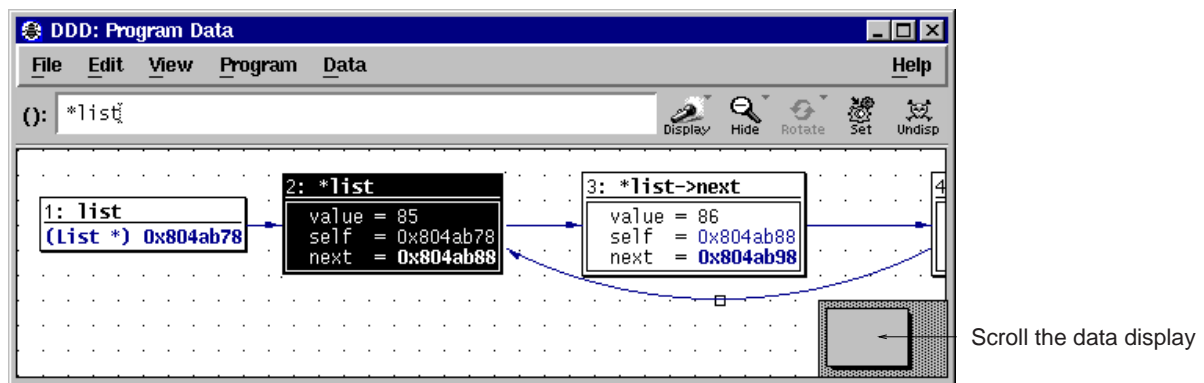 DDD: Program Data
File Edit View Program Data Help
(): *list
Display Hide Rotate Set Undisp
1: list
(List *) 0x804ab78
2: *list
value = 85
self = 0x804ab78
next = 0x804ab88
3: *list->next
value = 86
self = 0x804ab88
next = 0x804ab98
4
Scroll the data display